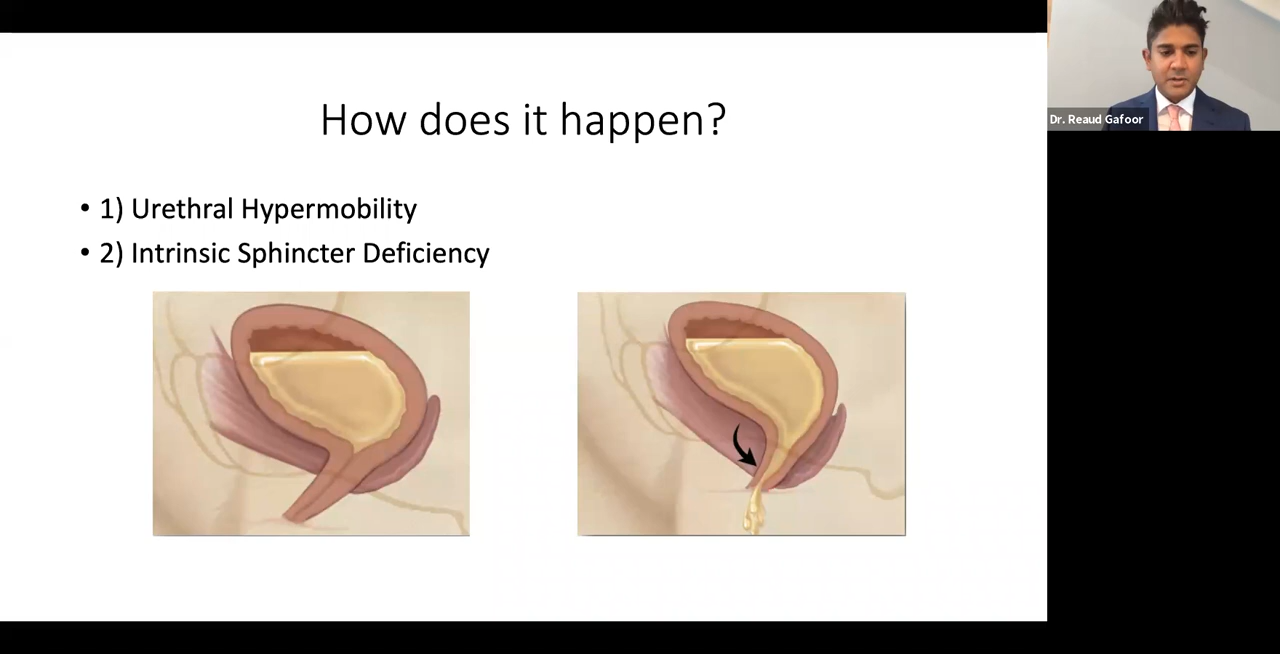 How does it happen?
• 1) Urethral Hypermobility
• 2) Intrinsic Sphincter Deficiency
Dr. Reaud Gafoor